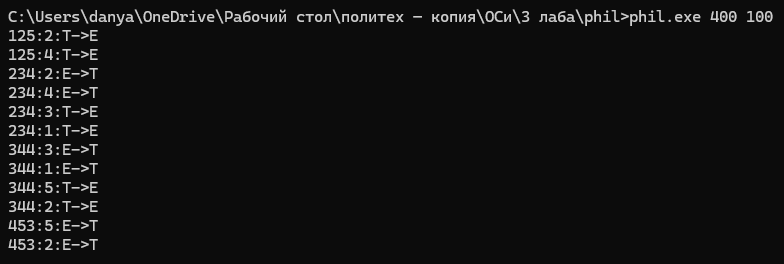 C:\Users\danya\OneDrive\Рабочий стол\политех — копия\ОСи\3 лаба\phil>phil.exe 400 100
125:2:T->E
125:4:T->E
234:2:E->T
234:4:E->T
234:3:T->E
234:1:T->E
344:3:E->T
344:1:E->T
344:5:T->E
344:2:T->E
453:5:E->T
453:2:E->T